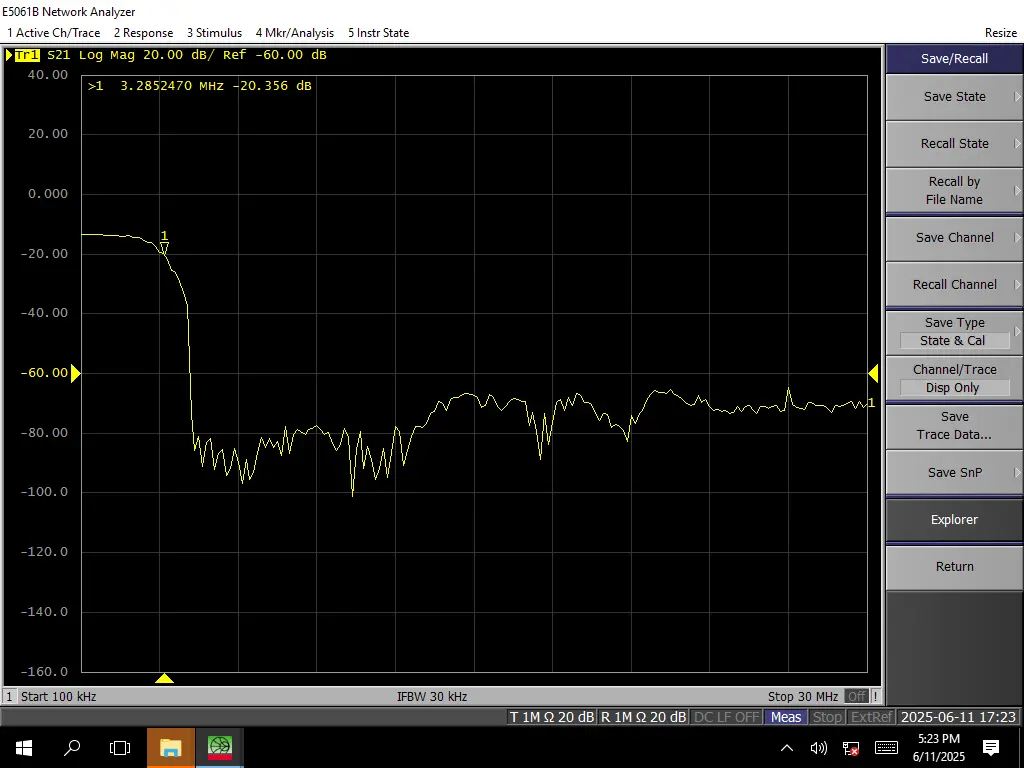 E5061B Network Analyzer
1 Active Ch/Trace 2 Response 3 Stimulus 4 Mkr/Analysis 5 Instr State Resize
Tr1 S21 Log Mag 20.00 dB/ Ref -60.00 dB
>1 3.2852470 MHz -20.356 dB
40.00
20.00
0.000
-20.00
-40.00
-60.00
-80.00
-100.0
-120.0
-140.0
-160.0
1
1
1 Start 100 kHz IFBW 30 kHz Stop 30 MHz Off !
T 1M Ω 20 dB R 1M Ω 20 dB DC LF OFF Meas Stop ExtRef 2025-06-11 17:23
Save/Recall
Save State
Recall State
Recall by
File Name
Save Channel
Recall Channel
Save Type
State & Cal
Channel/Trace
Disp Only
Save
Trace Data...
Save SnP
Explorer
Return
5:23 PM
6/11/2025